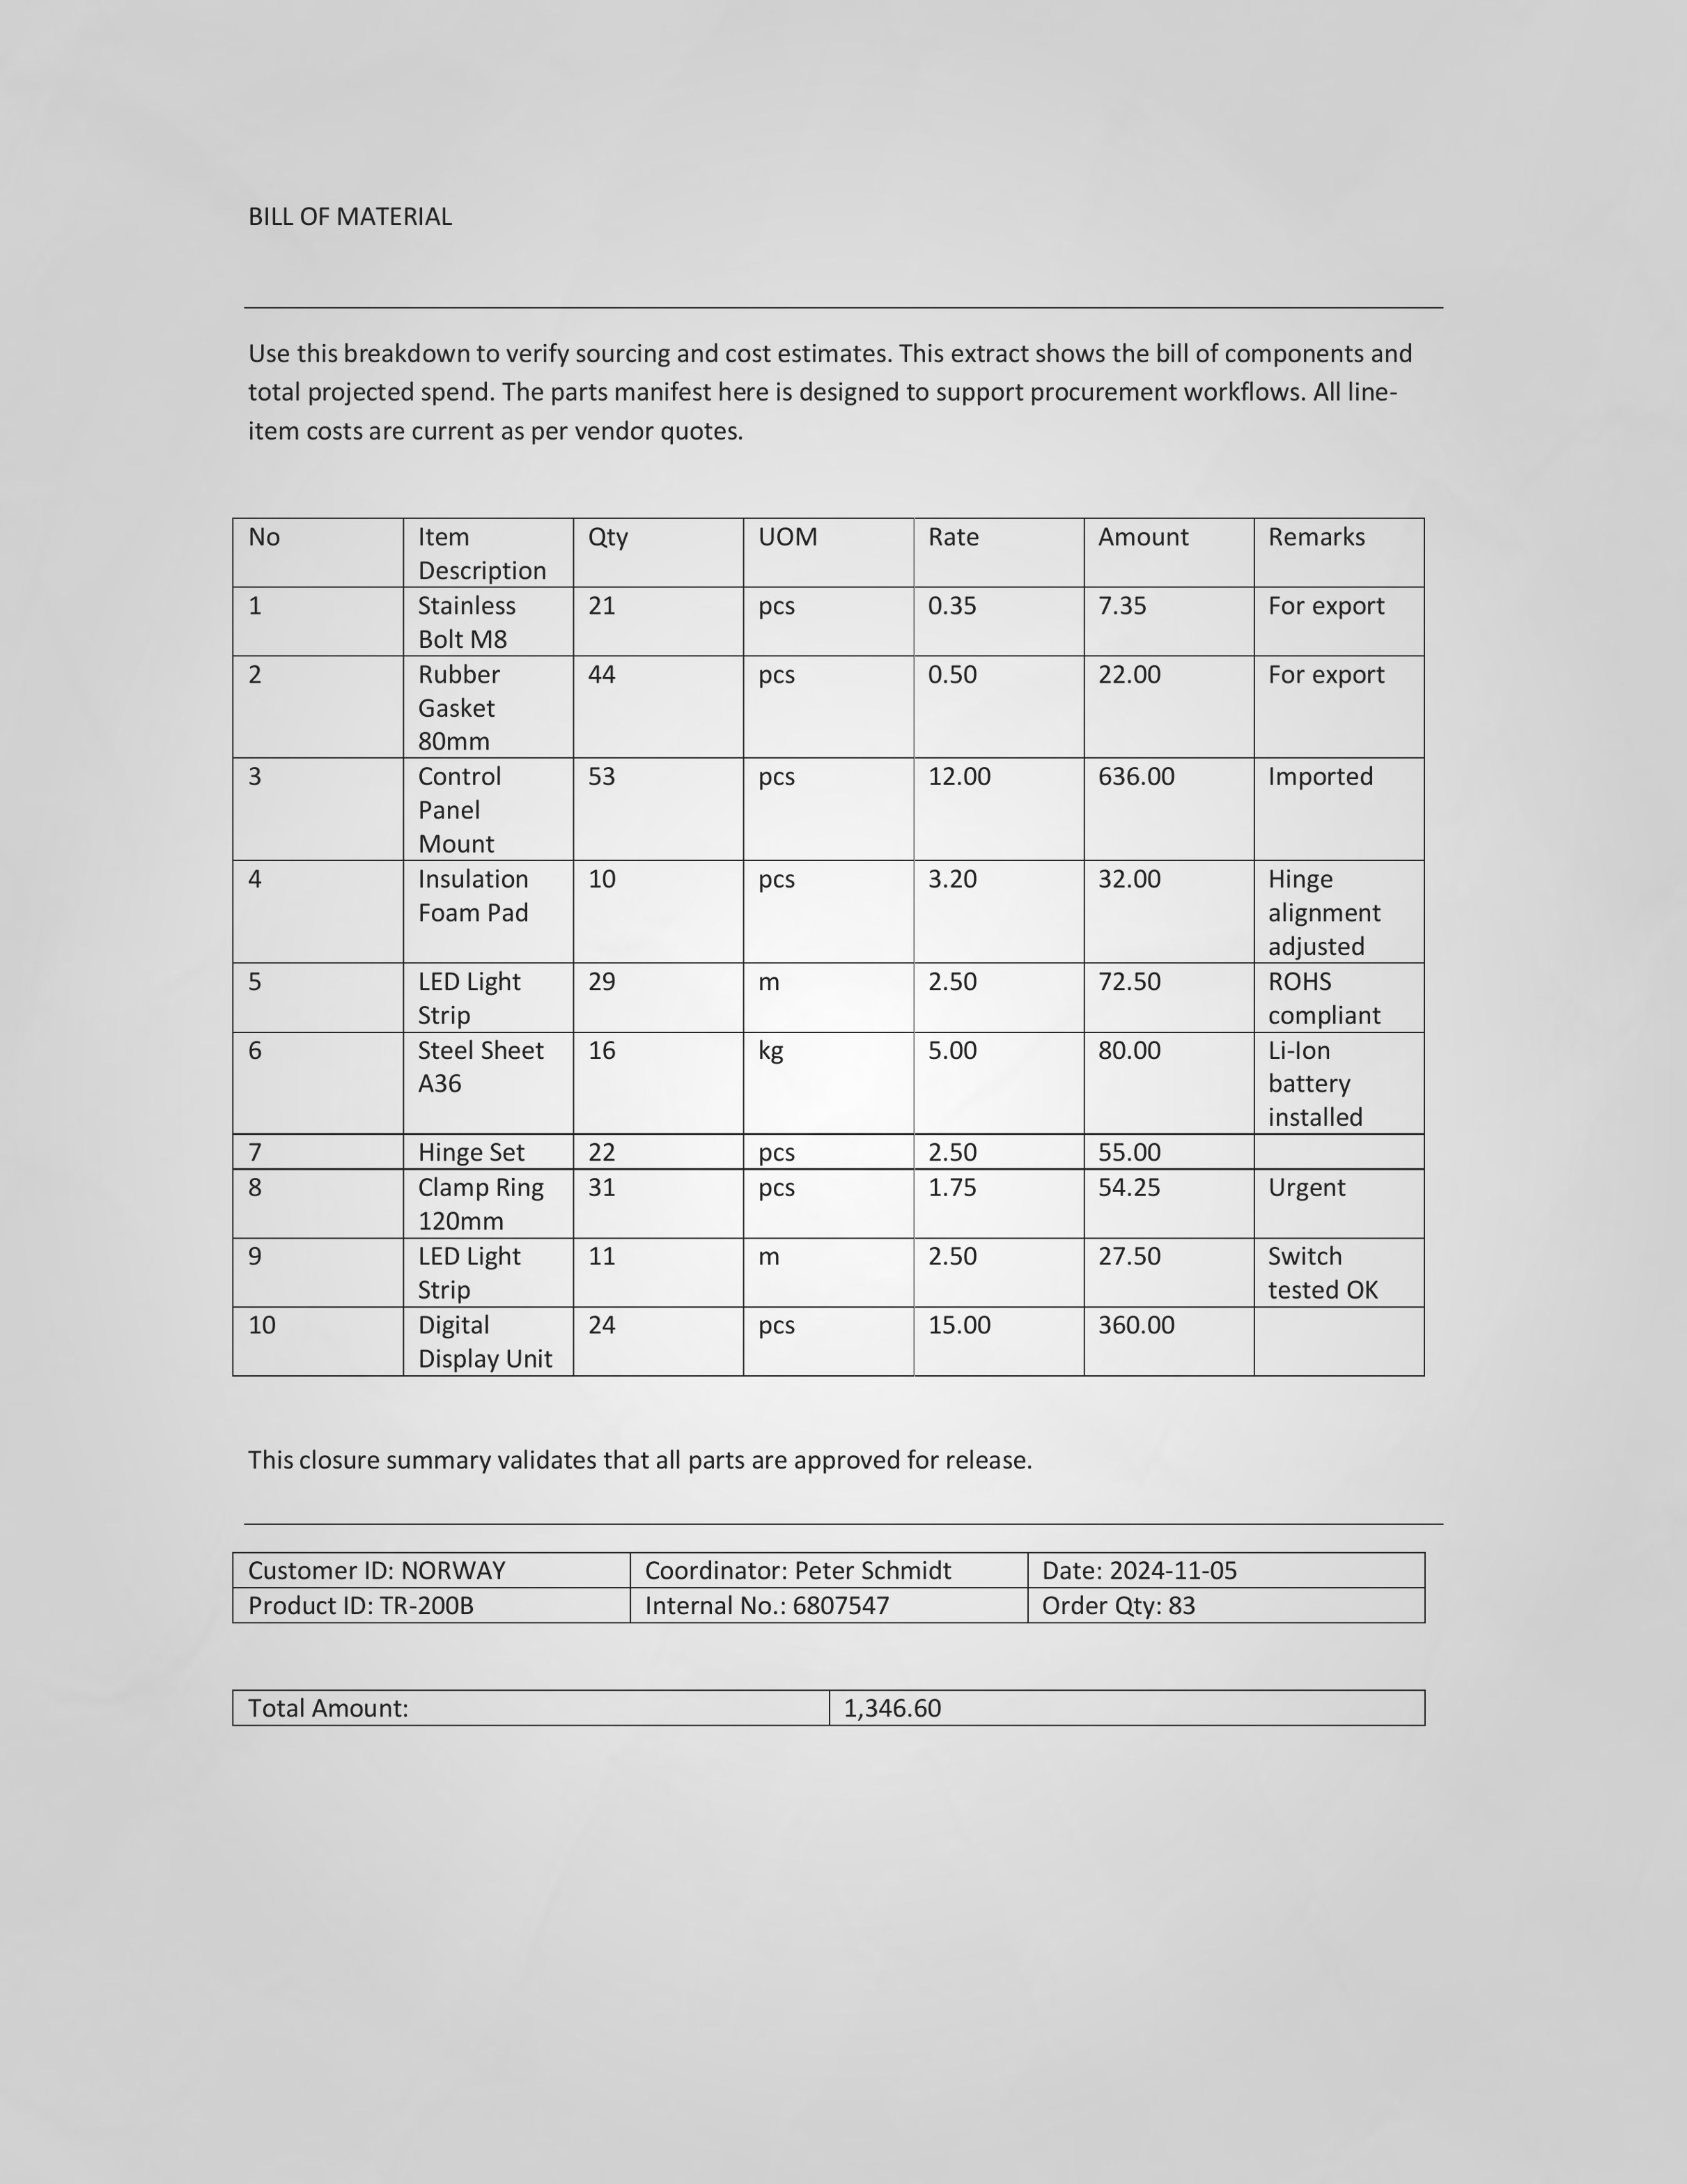 BILL OF MATERIAL
Use this breakdown to verify sourcing and cost estimates. This extract shows the bill of components and
total projected spend. The parts manifest here is designed to support procurement workflows. All line-
item costs are current as per vendor quotes.
No Item Description Qty UOM Rate Amount Remarks
1 Stainless Bolt M8 21 pcs 0.35 7.35 For export
2 Rubber Gasket 80mm 44 pcs 0.50 22.00 For export
3 Control Panel Mount 53 pcs 12.00 636.00 Imported
4 Insulation Foam Pad 10 pcs 3.20 32.00 Hinge alignment adjusted
5 LED Light Strip 29 m 2.50 72.50 ROHS compliant
6 Steel Sheet A36 16 kg 5.00 80.00 Li-Ion battery installed
7 Hinge Set 22 pcs 2.50 55.00
8 Clamp Ring 120mm 31 pcs 1.75 54.25 Urgent
9 LED Light Strip 11 m 2.50 27.50 Switch tested OK
10 Digital Display Unit 24 pcs 15.00 360.00
This closure summary validates that all parts are approved for release.
Customer ID: NORWAY Coordinator: Peter Schmidt Date: 2024-11-05
Product ID: TR-200B Internal No.: 6807547 Order Qty: 83
Total Amount: 1,346.60